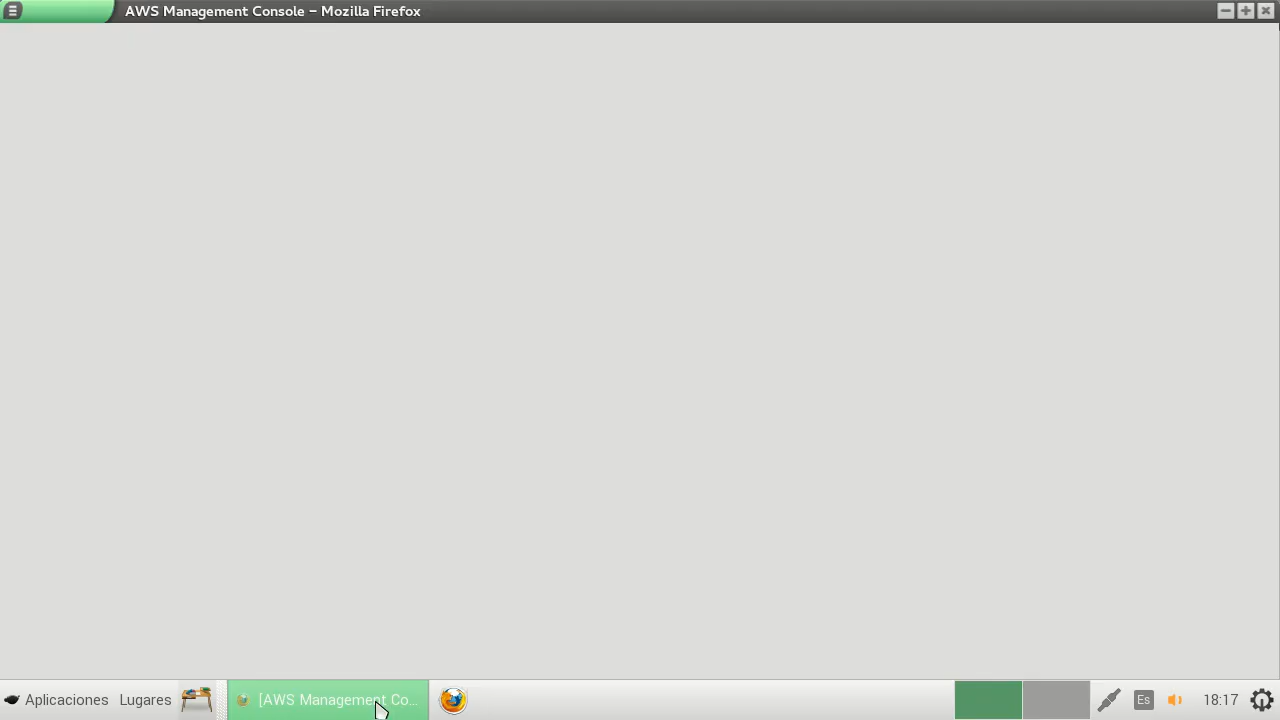 AWS Management Console – Mozilla Firefox
Aplicaciones Lugares [AWS Management Co... Es 18:17